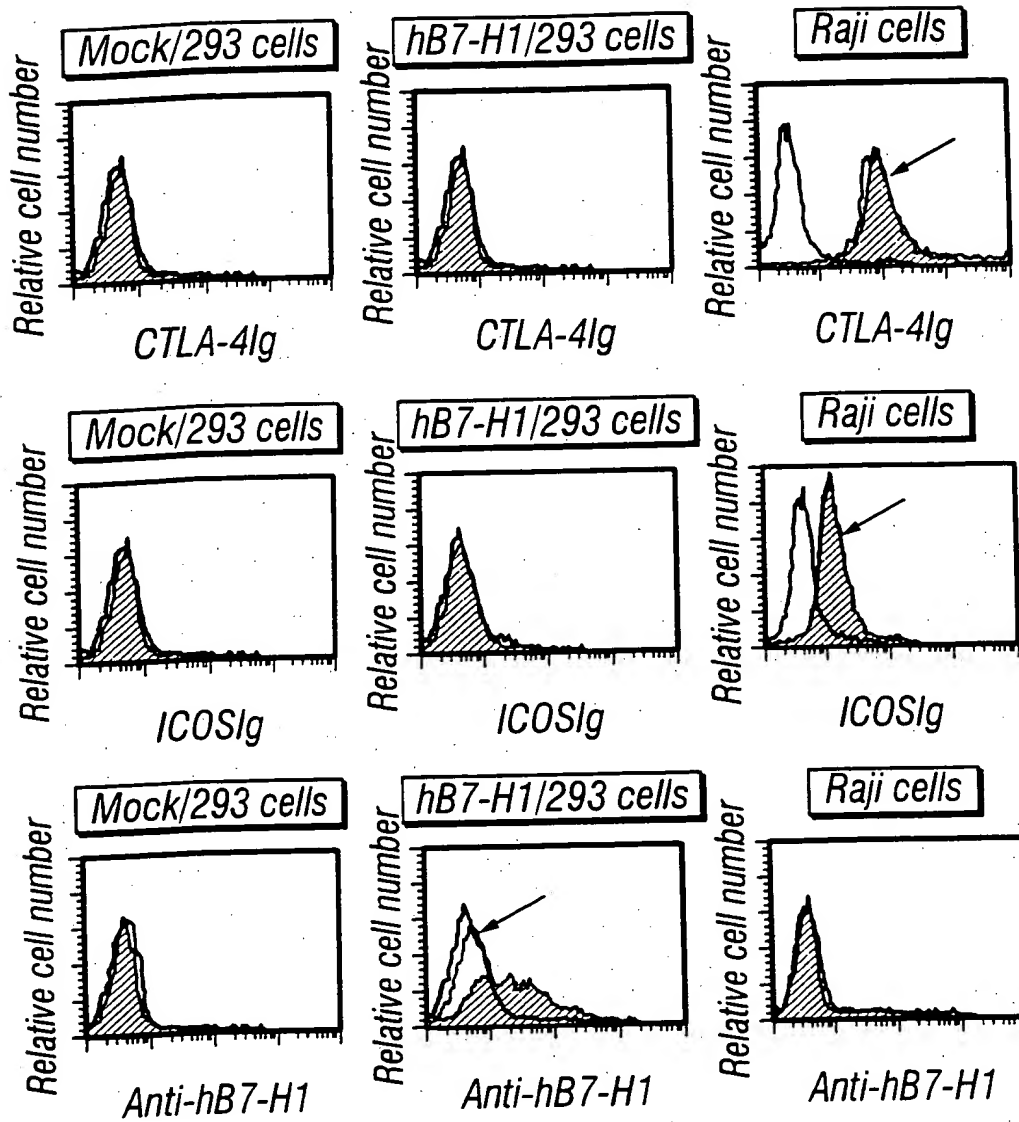 Mock/293 cells
hB7-H1/293 cells
Raji cells
Relative cell number
Relative cell number
Relative cell number
CTLA-4Ig
CTLA-4Ig
CTLA-4Ig
Mock/293 cells
hB7-H1/293 cells
Raji cells
Relative cell number
Relative cell number
Relative cell number
ICOSIg
ICOSIg
ICOSIg
Mock/293 cells
hB7-H1/293 cells
Raji cells
Relative cell number
Relative cell number
Relative cell number
Anti-hB7-H1
Anti-hB7-H1
Anti-hB7-H1